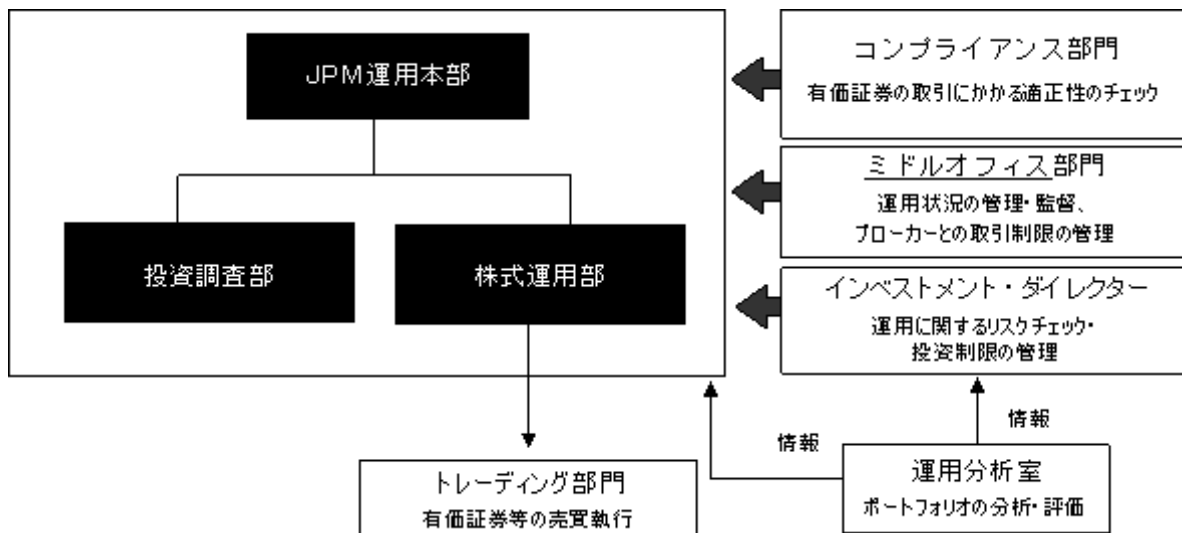 JPM運用本部
投資調査部
株式運用部
コンプライアンス部門
有価証券の取引にかかる適正性のチェック
ミドルオフィス部門
運用状況の管理・監督、
ブローカーとの取引制限の管理
インベストメント・ダイレクター
運用に関するリスクチェック・
投資制限の管理
情報
情報
トレーディング部門
有価証券等の売買執行
運用分析室
ポートフォリオの分析・評価